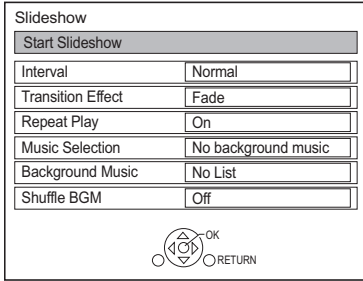 Slideshow
Start Slideshow
Interval Normal
Transition Effect Fade
Repeat Play On
Music Selection No background music
Background Music No List
Shuffle BGM Off
OK
RETURN